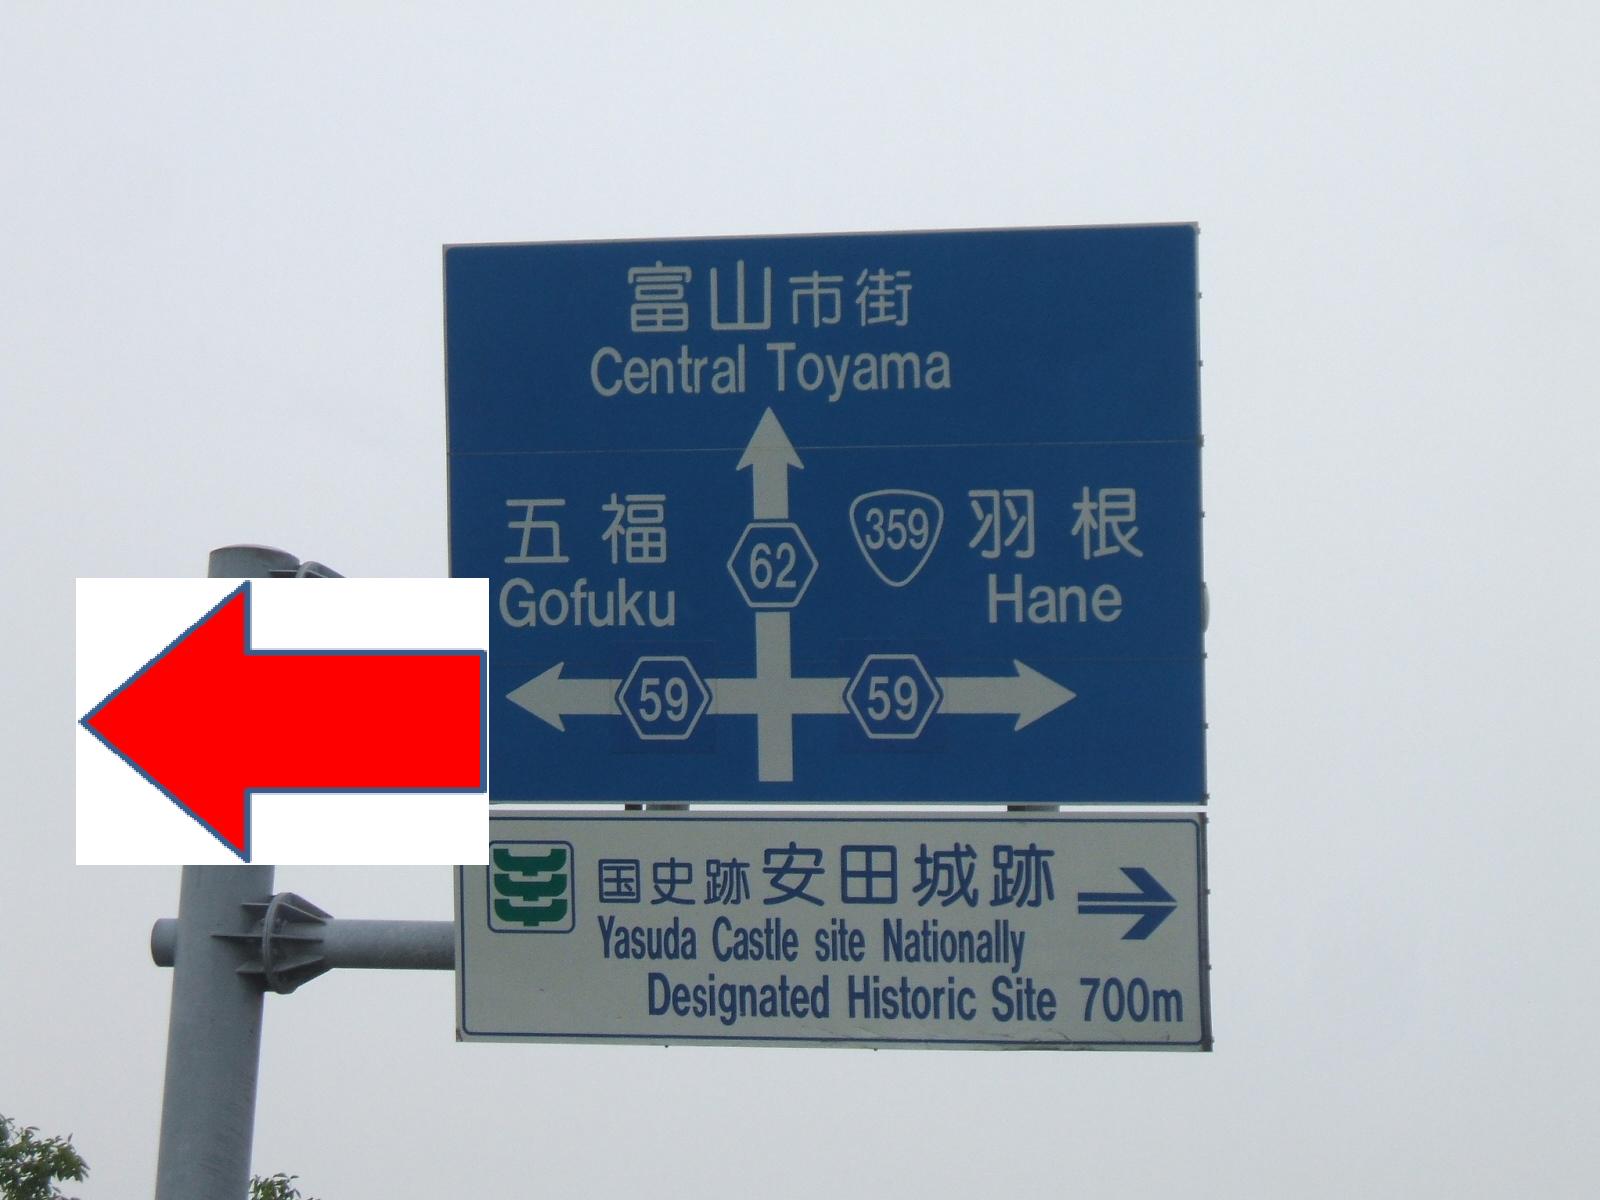 富山市街
Central Toyama
五福
Gofuku
62
359
羽根
Hane
59
59
国史跡 安田城跡
Yasuda Castle site Nationally
Designated Historic Site 700m